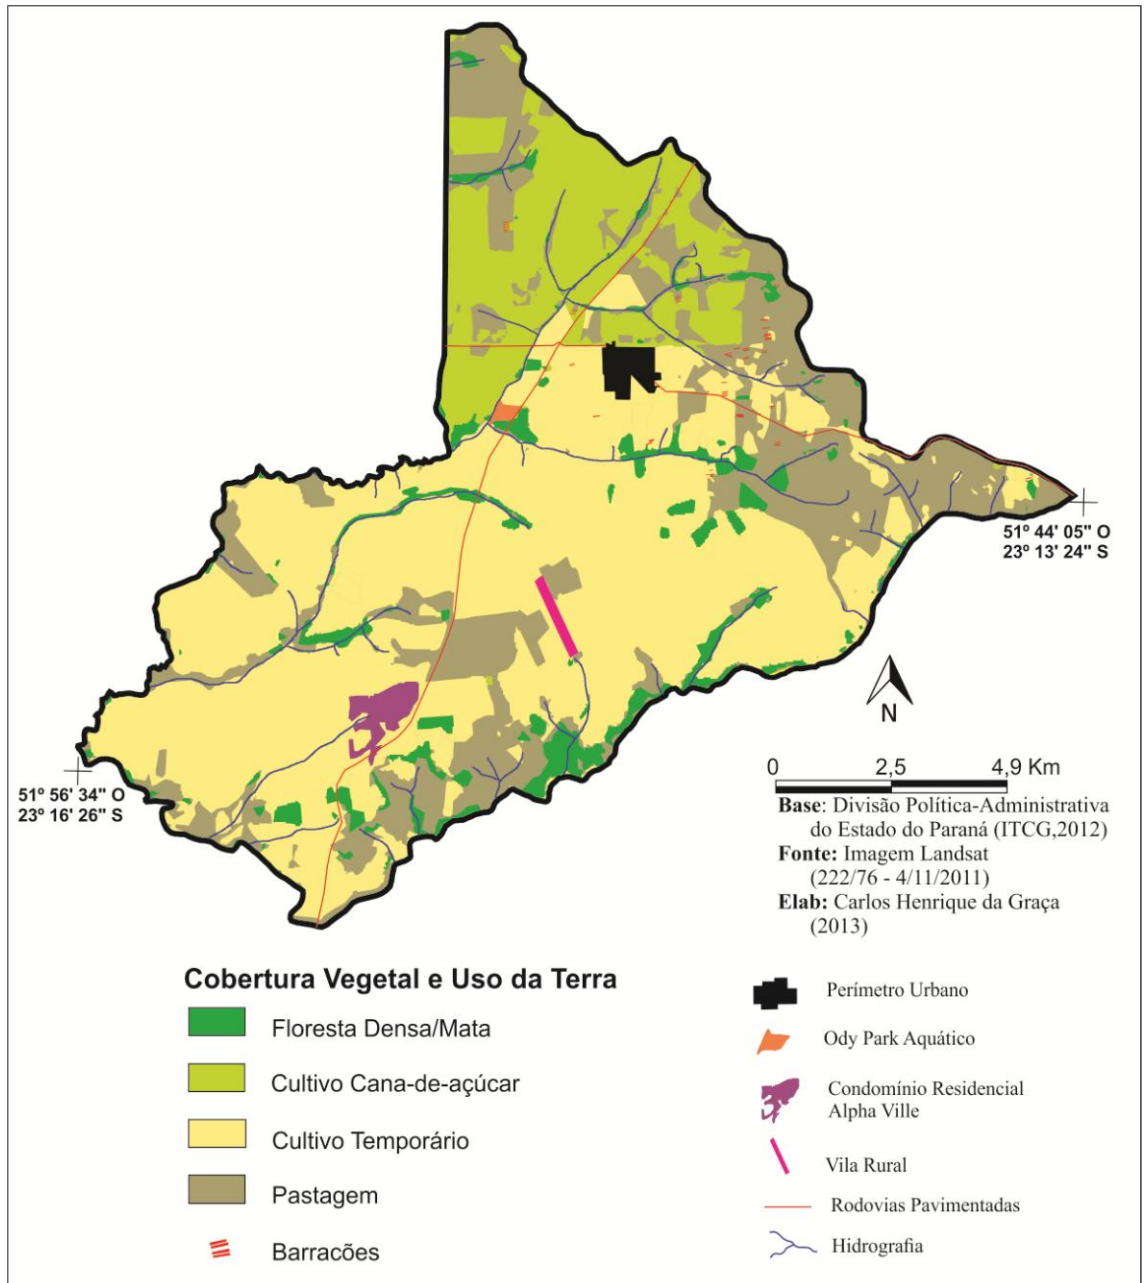 51º 44' 05" O
23º 13' 24" S
N
51º 56' 34" O
23º 16' 26" S
0 2,5 4,9 Km
Base: Divisão Política-Administrativa
do Estado do Paraná (ITCG,2012)
Fonte: Imagem Landsat
(222/76 - 4/11/2011)
Elab: Carlos Henrique da Graça
(2013)
Cobertura Vegetal e Uso da Terra
Floresta Densa/Mata
Cultivo Cana-de-açúcar
Cultivo Temporário
Pastagem
Barracões
Perímetro Urbano
Ody Park Aquático
Condomínio Residencial
Alpha Ville
Vila Rural
Rodovias Pavimentadas
Hidrografia